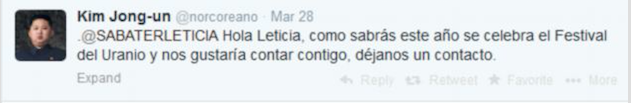 Kim Jong-un @norcoreano · Mar 28
.@SABATERLETICIA Hola Leticia, como sabrás este año se celebra el Festival
del Uranio y nos gustaría contar contigo, déjanos un contacto.
Expand Reply Retweet Favorite More